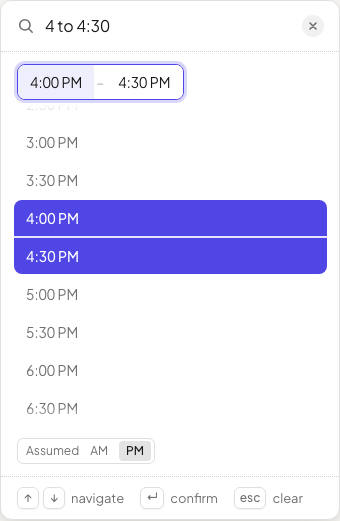 4 to 4:30
4:00 PM – 4:30 PM
3:00 PM
3:30 PM
4:00 PM
4:30 PM
5:00 PM
5:30 PM
6:00 PM
6:30 PM
Assumed AM PM
↑ ↓ navigate ↵ confirm esc clear